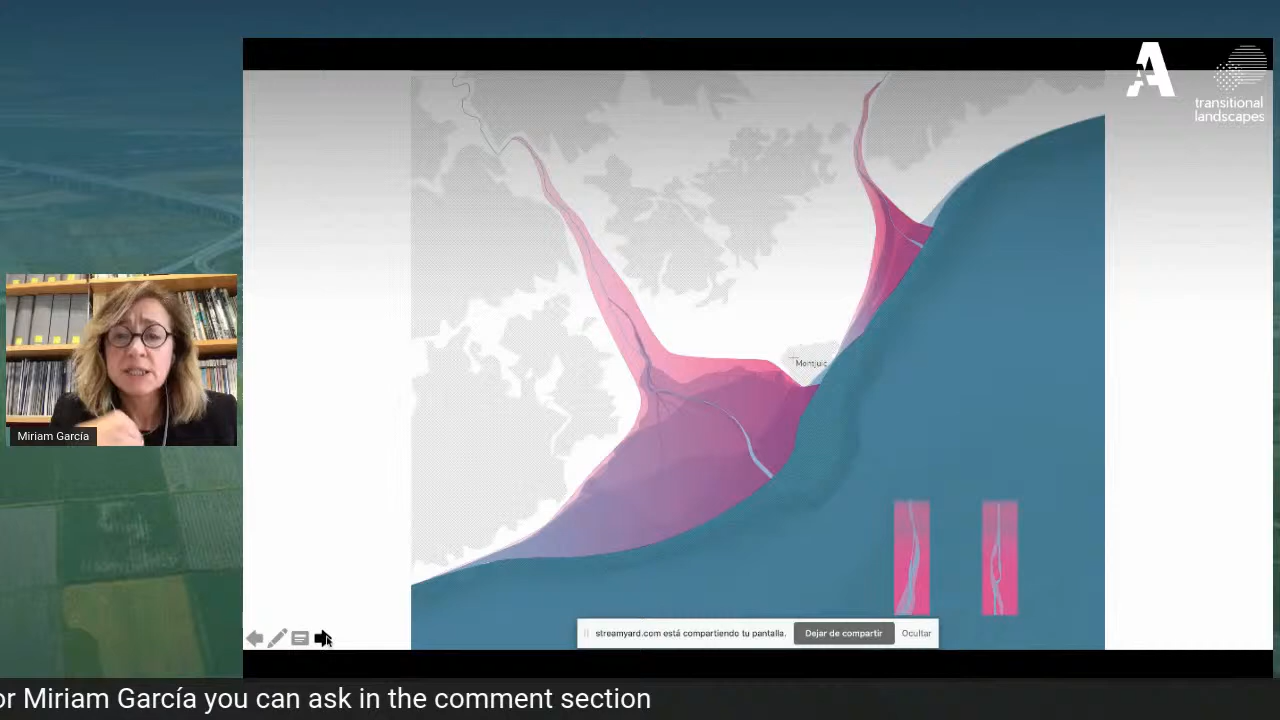 A
transitional
landscapes
Montjuïc
Miriam García
streamyard.com está compartiendo tu pantalla.
Dejar de compartir
Ocultar
or Miriam García you can ask in the comment section